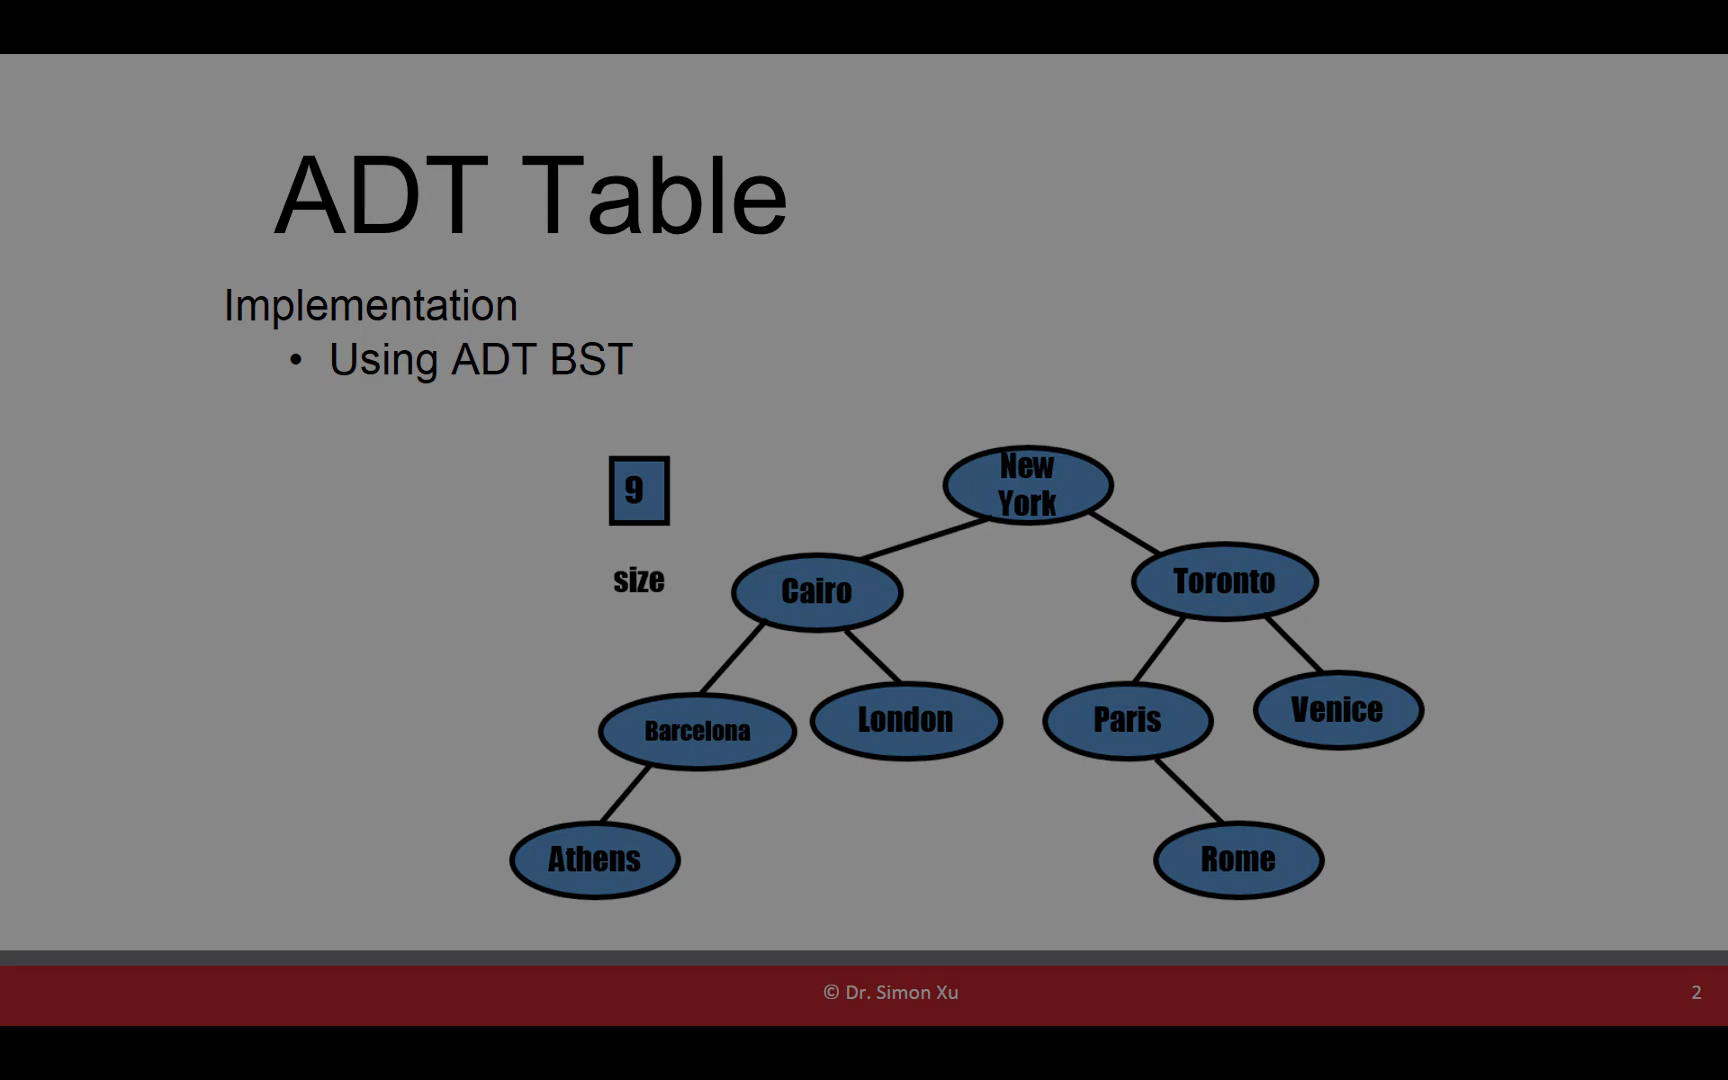 ADT Table
Implementation
• Using ADT BST
9
size
New
York
Cairo
Toronto
Barcelona
London
Paris
Venice
Athens
Rome
© Dr. Simon Xu
2